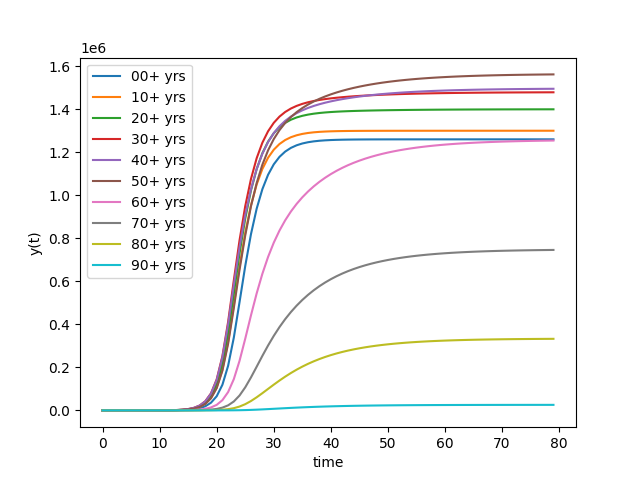 1e6
1.6
1.4
1.2
1.0
0.8
0.6
0.4
0.2
0.0
y(t)
00+ yrs
10+ yrs
20+ yrs
30+ yrs
40+ yrs
50+ yrs
60+ yrs
70+ yrs
80+ yrs
90+ yrs
0 10 20 30 40 50 60 70 80
time